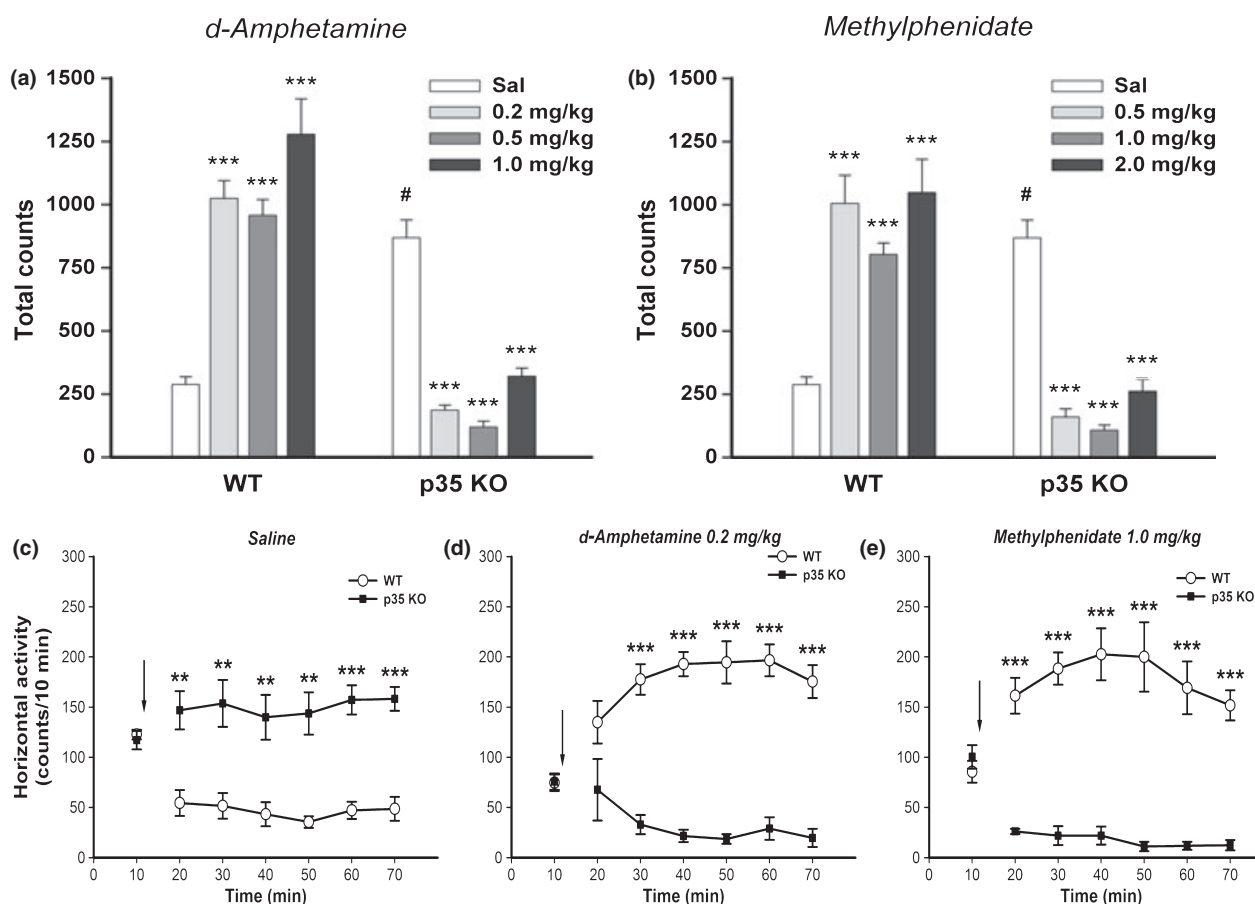 d-Amphetamine
Methylphenidate
(a)
Total counts
1500
1250
1000
750
500
250
0
Sal
0.2 mg/kg
0.5 mg/kg
1.0 mg/kg
***
***
***
#
***
***
***
WT
p35 KO
(b)
Total counts
1500
1250
1000
750
500
250
0
Sal
0.5 mg/kg
1.0 mg/kg
2.0 mg/kg
***
***
***
#
***
***
***
WT
p35 KO
(c)
Saline
Horizontal activity
(counts/10 min)
300
250
200
150
100
50
0
WT
p35 KO
** ** ** ** *** ***
0 10 20 30 40 50 60 70
Time (min)
(d)
d-Amphetamine 0.2 mg/kg
300
250
200
150
100
50
0
WT
p35 KO
*** *** *** *** ***
0 10 20 30 40 50 60 70
Time (min)
(e)
Methylphenidate 1.0 mg/kg
300
250
200
150
100
50
0
WT
p35 KO
*** *** *** *** *** ***
0 10 20 30 40 50 60 70
Time (min)